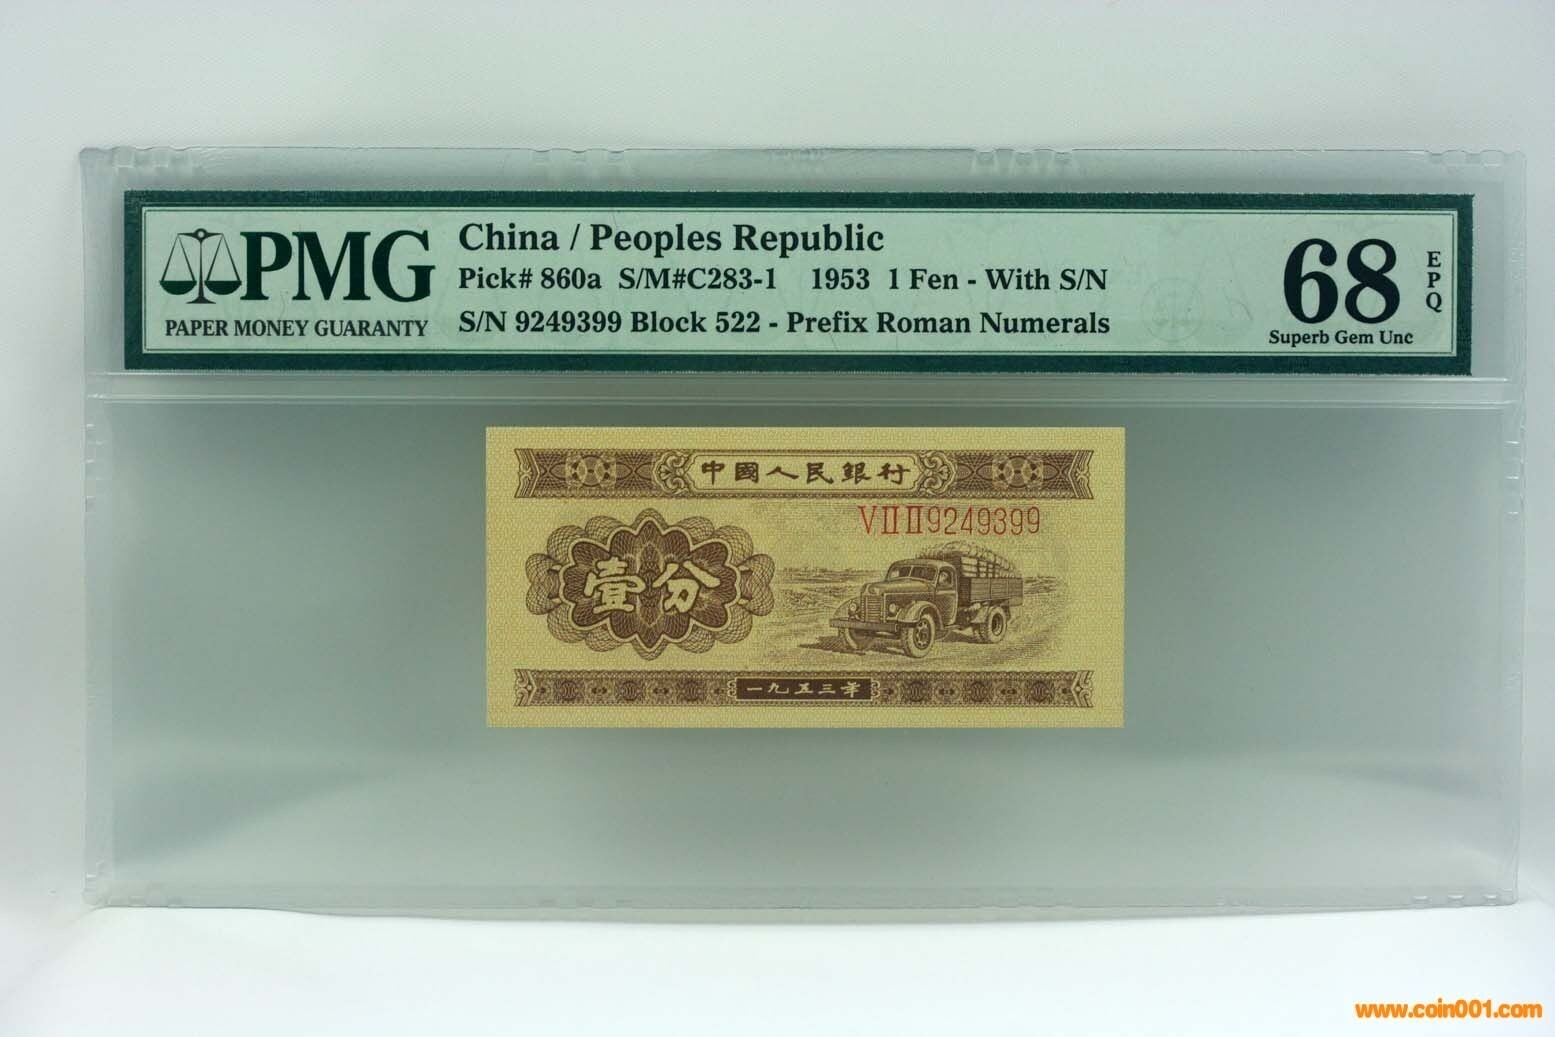 PMG
PAPER MONEY GUARANTY
China / Peoples Republic
Pick# 860a S/M#C283-1 1953 1 Fen - With S/N
S/N 9249399 Block 522 - Prefix Roman Numerals
68
EPQ
Superb Gem Unc
中國人民銀行
VIIII9249399
壹分
一九五三年
www.coin001.com